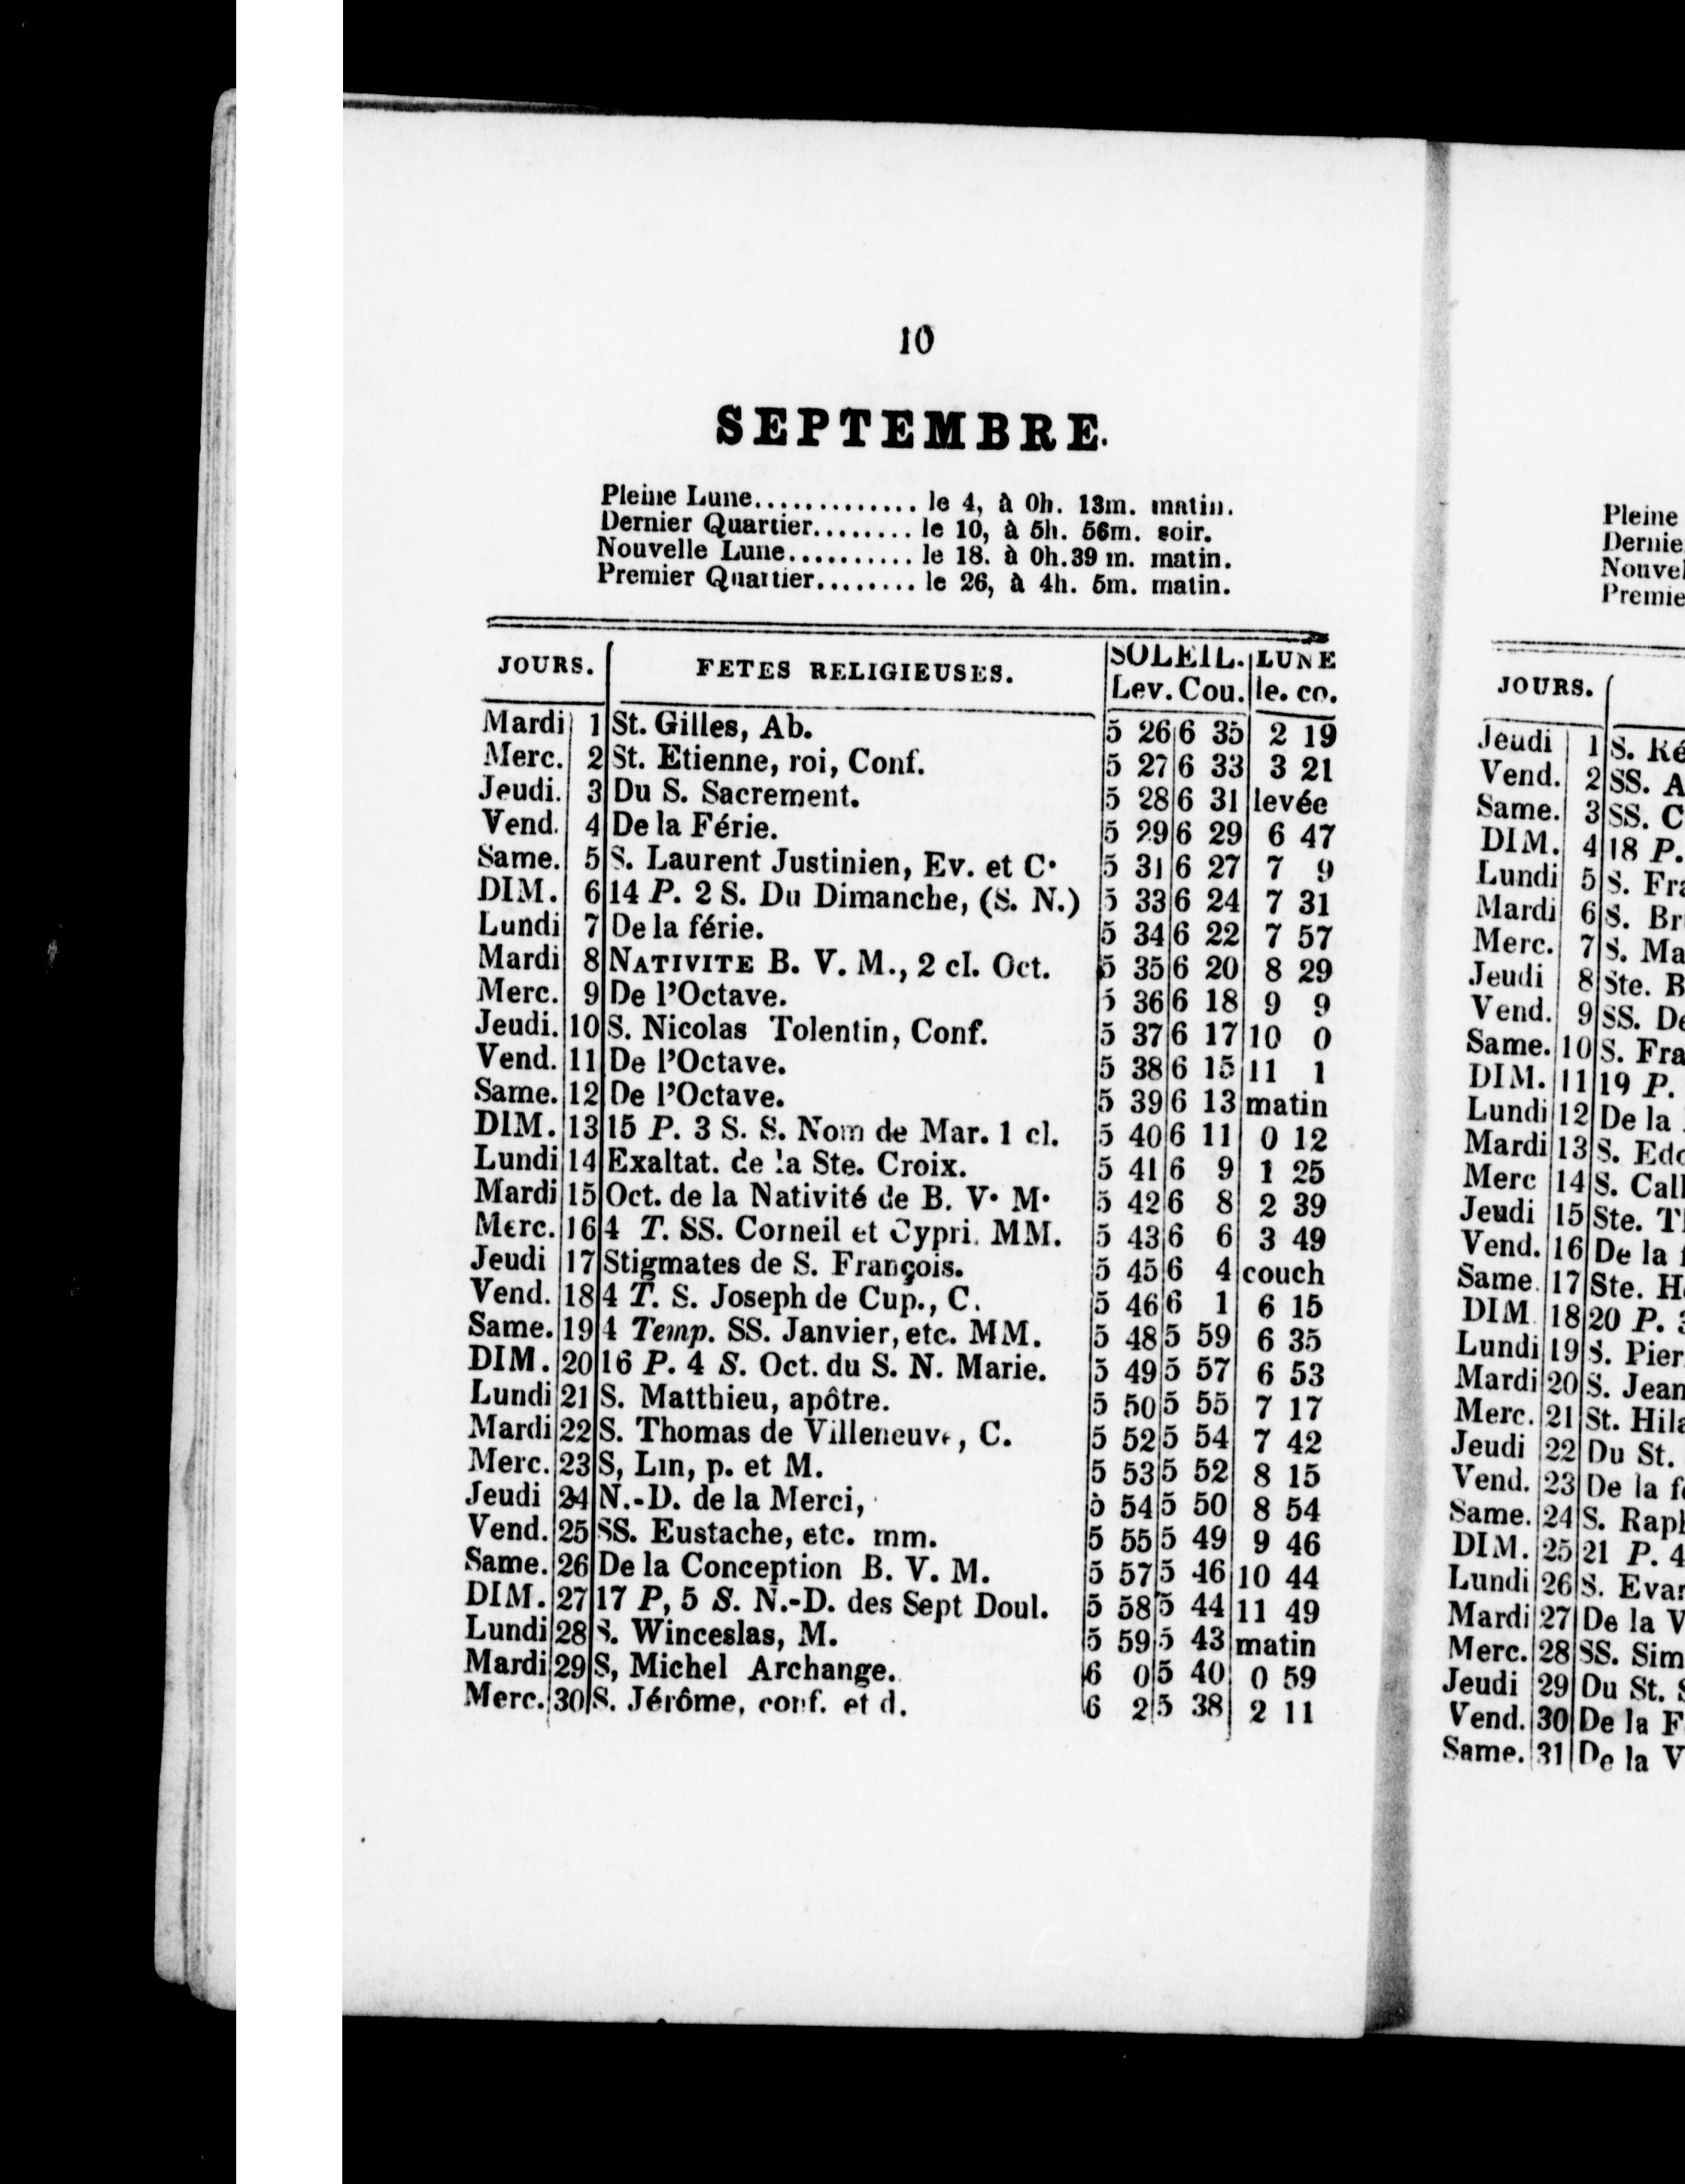 10
SEPTEMBRE.
Pleine Lune............. le 4, à 0h. 13m. matin.
Dernier Quartier........ le 10, à 5h. 56m. soir.
Nouvelle Lune.......... le 18. à 0h.39 m. matin.
Premier Quartier........ le 26, à 4h. 5m. matin.
JOURS. FETES RELIGIEUSES. SOLEIL. LUNE
Lev. Cou. le. co.
Mardi 1 St. Gilles, Ab. 5 26 6 35 2 19
Merc. 2 St. Etienne, roi, Conf. 5 27 6 33 3 21
Jeudi. 3 Du S. Sacrement. 5 28 6 31 levée
Vend. 4 De la Férie. 5 29 6 29 6 47
Same. 5 S. Laurent Justinien, Ev. et C. 5 31 6 27 7 9
DIM. 6 14 P. 2 S. Du Dimanche, (S. N.) 5 33 6 24 7 31
Lundi 7 De la férie. 5 34 6 22 7 57
Mardi 8 NATIVITE B. V. M., 2 cl. Oct. 5 35 6 20 8 29
Merc. 9 De l'Octave. 5 36 6 18 9 9
Jeudi. 10 S. Nicolas Tolentin, Conf. 5 37 6 17 10 0
Vend. 11 De l'Octave. 5 38 6 15 11 1
Same. 12 De l'Octave. 5 39 6 13 matin
DIM. 13 15 P. 3 S. S. Nom de Mar. 1 cl. 5 40 6 11 0 12
Lundi 14 Exaltat. de la Ste. Croix. 5 41 6 9 1 25
Mardi 15 Oct. de la Nativité de B. V. M. 5 42 6 8 2 39
Merc. 16 4 T. SS. Corneil et Cypri. MM. 5 43 6 6 3 49
Jeudi 17 Stigmates de S. François. 5 45 6 4 couch
Vend. 18 4 T. S. Joseph de Cup., C. 5 46 6 1 6 15
Same. 19 4 Temp. SS. Janvier, etc. MM. 5 48 5 59 6 35
DIM. 20 16 P. 4 S. Oct. du S. N. Marie. 5 49 5 57 6 53
Lundi 21 S. Matthieu, apôtre. 5 50 5 55 7 17
Mardi 22 S. Thomas de Villeneuve, C. 5 52 5 54 7 42
Merc. 23 S, Lin, p. et M. 5 53 5 52 8 15
Jeudi 24 N.-D. de la Merci, 5 54 5 50 8 54
Vend. 25 SS. Eustache, etc. mm. 5 55 5 49 9 46
Same. 26 De la Conception B. V. M. 5 57 5 46 10 44
DIM. 27 17 P, 5 S. N.-D. des Sept Doul. 5 58 5 44 11 49
Lundi 28 S. Winceslas, M. 5 59 5 43 matin
Mardi 29 S, Michel Archange. 6 0 5 40 0 59
Merc. 30 S. Jérôme, conf. et d. 6 2 5 38 2 11
Pleine
Dernie
Nouvel
Premie
JOURS.
Jeudi 1 S. Ré
Vend. 2 SS. A
Same. 3 SS. C
DIM. 4 18 P.
Lundi 5 S. Fra
Mardi 6 S. Br
Merc. 7 S. Ma
Jeudi 8 Ste. B
Vend. 9 SS. De
Same. 10 S. Fra
DIM. 11 19 P.
Lundi 12 De la
Mardi 13 S. Edo
Merc 14 S. Call
Jeudi 15 Ste. T
Vend. 16 De la f
Same. 17 Ste. H
DIM. 18 20 P. 3
Lundi 19 S. Pier
Mardi 20 S. Jean
Merc. 21 St. Hila
Jeudi 22 Du St.
Vend. 23 De la f
Same. 24 S. Raph
DIM. 25 21 P. 4
Lundi 26 S. Evar
Mardi 27 De la V
Merc. 28 SS. Sim
Jeudi 29 Du St. S
Vend. 30 De la F
Same. 31 De la V